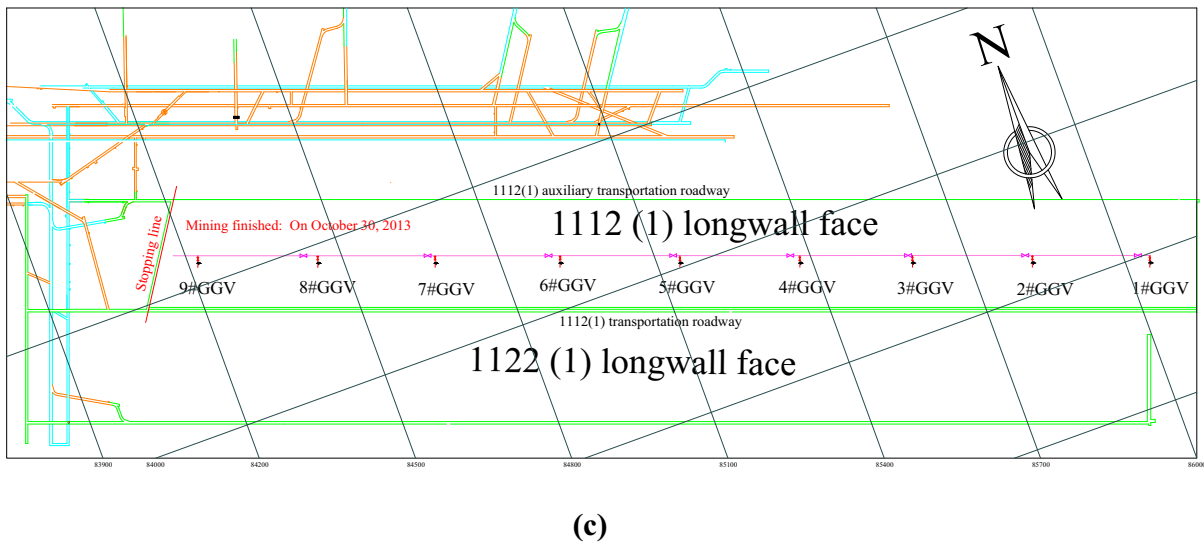 N
1112(1) auxiliary transportation roadway
1112 (1) longwall face
Mining finished: On October 30, 2013
Stopping line
9#GGV 8#GGV 7#GGV 6#GGV 5#GGV 4#GGV 3#GGV 2#GGV 1#GGV
1112(1) transportation roadway
1122 (1) longwall face
83900 84000 84200 84500 84800 85100 85400 85700 86000
(c)